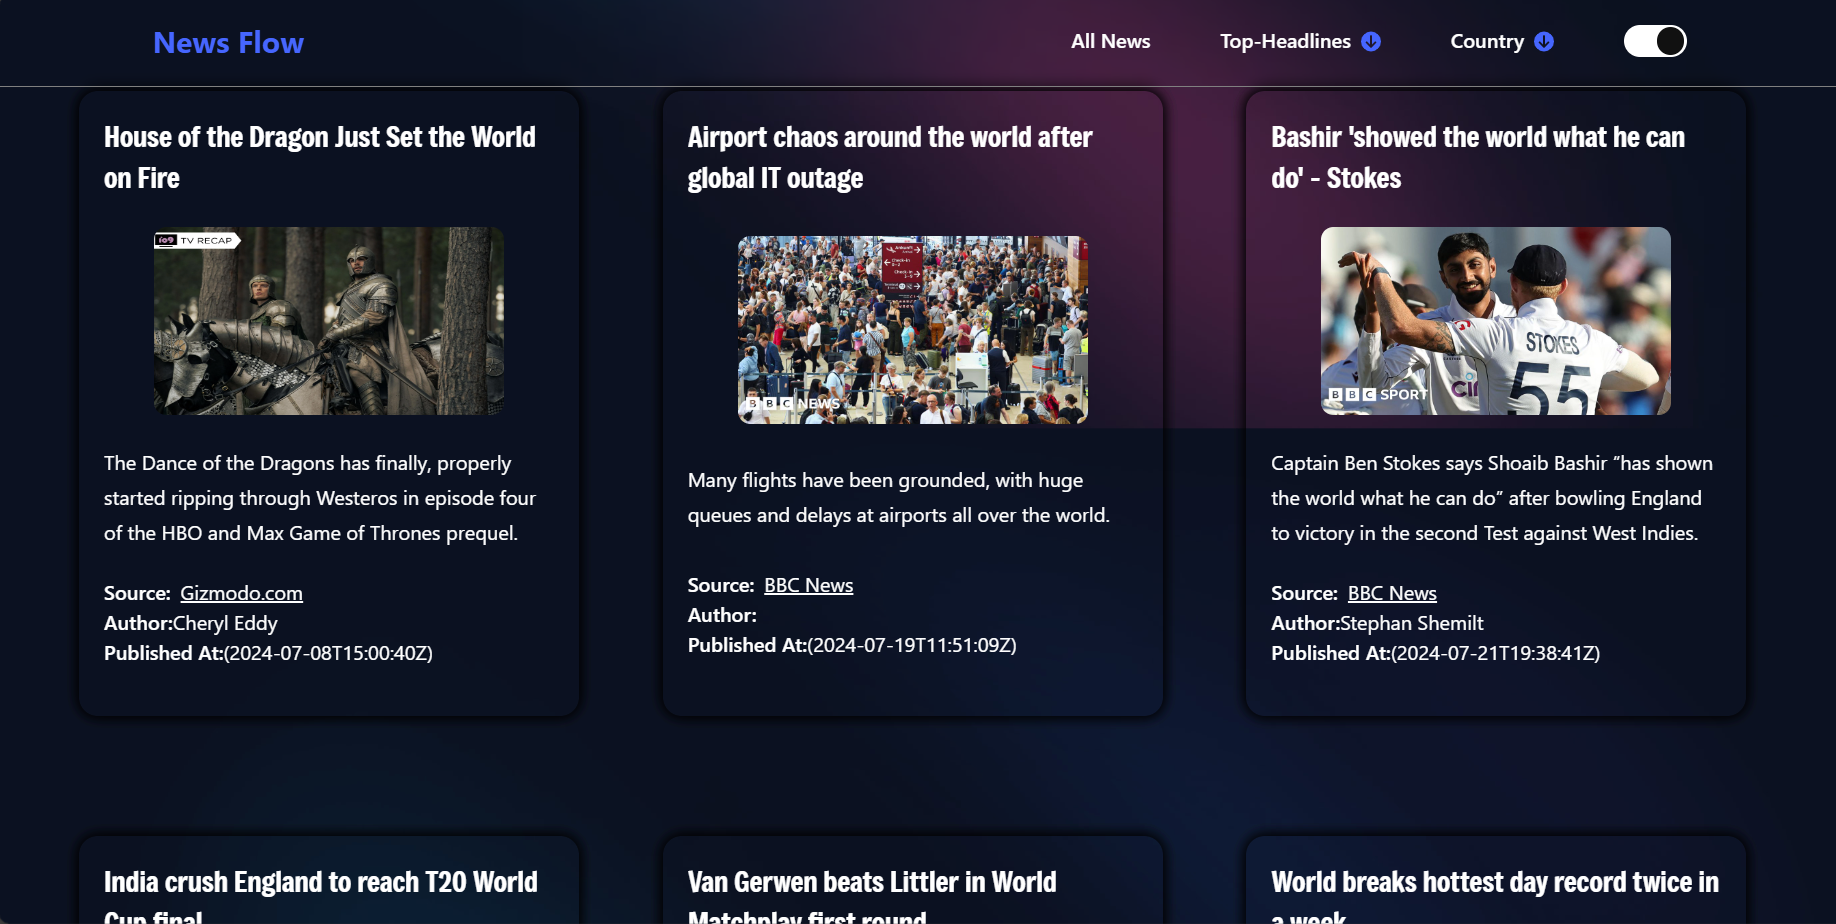 News Flow
All News
Top-Headlines
Country
House of the Dragon Just Set the World
on Fire
io9 TV RECAP
The Dance of the Dragons has finally, properly
started ripping through Westeros in episode four
of the HBO and Max Game of Thrones prequel.
Source: Gizmodo.com
Author:Cheryl Eddy
Published At:(2024-07-08T15:00:40Z)
Airport chaos around the world after
global IT outage
Check-in
Check-in
BBC NEWS
Many flights have been grounded, with huge
queues and delays at airports all over the world.
Source: BBC News
Author:
Published At:(2024-07-19T11:51:09Z)
Bashir 'showed the world what he can
do' - Stokes
STOKES
55
BBC SPORT
Captain Ben Stokes says Shoaib Bashir “has shown
the world what he can do” after bowling England
to victory in the second Test against West Indies.
Source: BBC News
Author:Stephan Shemilt
Published At:(2024-07-21T19:38:41Z)
India crush England to reach T20 World
Cup final
Van Gerwen beats Littler in World
Matchplay first round
World breaks hottest day record twice in
a week